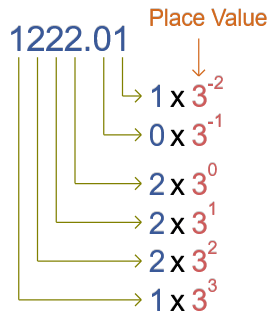 Place Value
1222.01
1 x 3⁻²
0 x 3⁻¹
2 x 3⁰
2 x 3¹
2 x 3²
1 x 3³